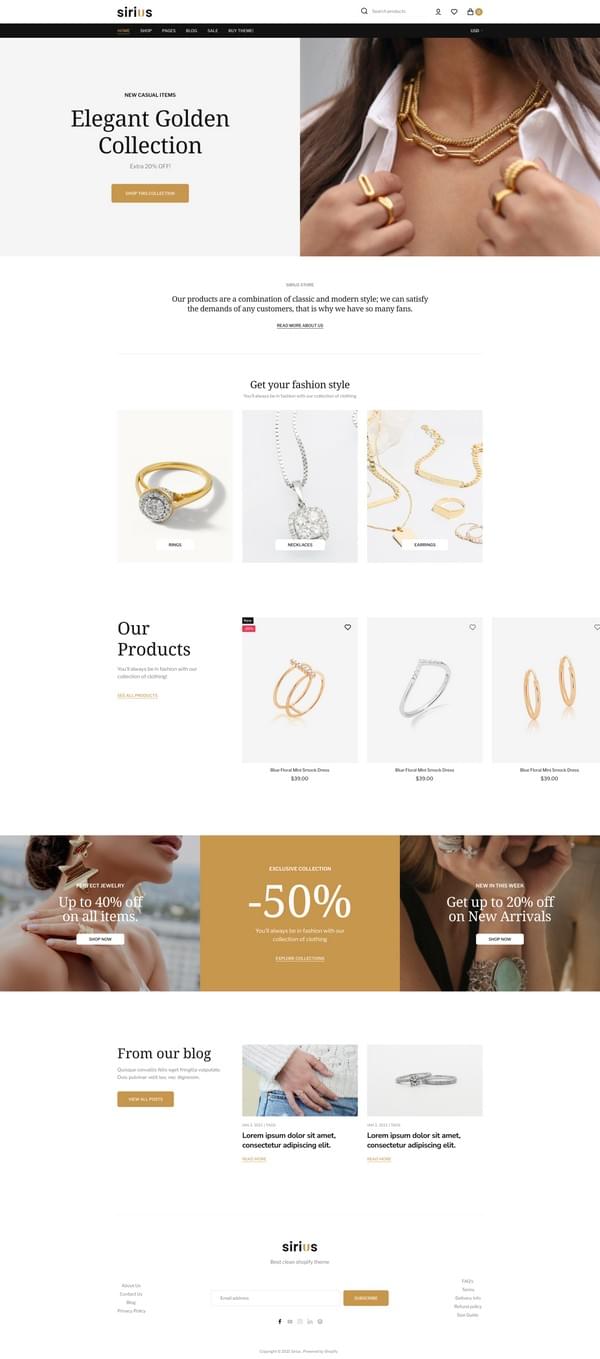 sirius
Search products
0
HOME SHOP PAGES BLOG SALE BUY THEME!
USD
NEW CASUAL ITEMS
Elegant Golden
Collection
Extra 20% OFF!
SHOP THIS COLLECTION
SIRIUS STORE
Our products are a combination of classic and modern style; we can satisfy
the demands of any customers, that is why we have so many fans.
READ MORE ABOUT US
Get your fashion style
You'll always be in fashion with our collection of clothing
RINGS
NECKLACES
EARRINGS
Our
Products
You'll always be in fashion with our
collection of clothing!
SEE ALL PRODUCTS
New
Blue Floral Mini Smock Dress
$39.00
Blue Floral Mini Smock Dress
$39.00
Blue Floral Mini Smock Dress
$39.00
PERFECT JEWELRY
Up to 40% off
on all items.
SHOP NOW
EXCLUSIVE COLLECTION
-50%
You'll always be in fashion with our
collection of clothing
EXPLORE COLLECTIONS
NEW IN THIS WEEK
Get up to 20% off
on New Arrivals
SHOP NOW
From our blog
Quisque convallis felis eget fringilla vulputate.
Duis pulvinar velit leo, nec dignissim.
VIEW ALL POSTS
JAN 2, 2021 | TAGS
Lorem ipsum dolor sit amet,
consectetur adipiscing elit.
READ MORE
JAN 2, 2021 | TAGS
Lorem ipsum dolor sit amet,
consectetur adipiscing elit.
READ MORE
sirius
Best clean shopify theme
About Us
Contact Us
Blog
Privacy Policy
Email address
SUBSCRIBE
FAQ's
Terms
Delivery Info
Refund policy
Size Guide
Copyright © 2021 Sirius. Powered by Shopify